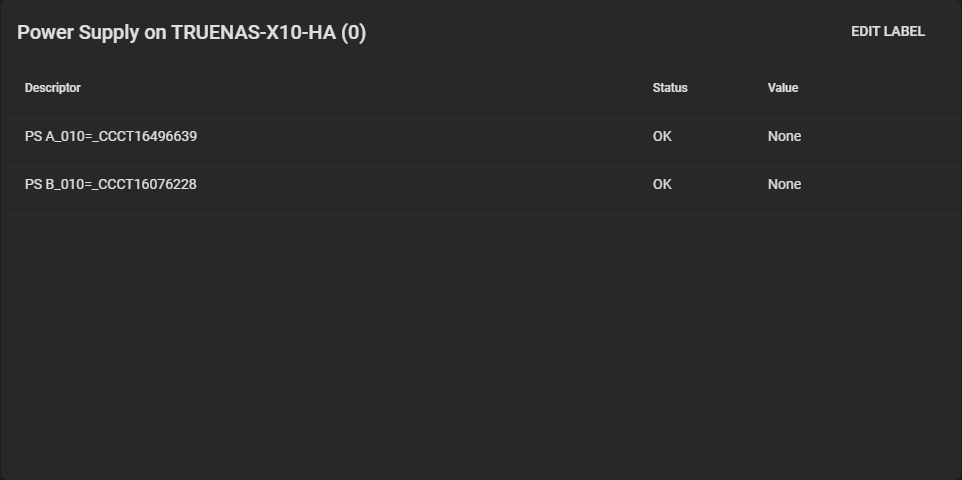 Power Supply on TRUENAS-X10-HA (0) EDIT LABEL
Descriptor Status Value
PS A_010=_CCCT16496639 OK None
PS B_010=_CCCT16076228 OK None